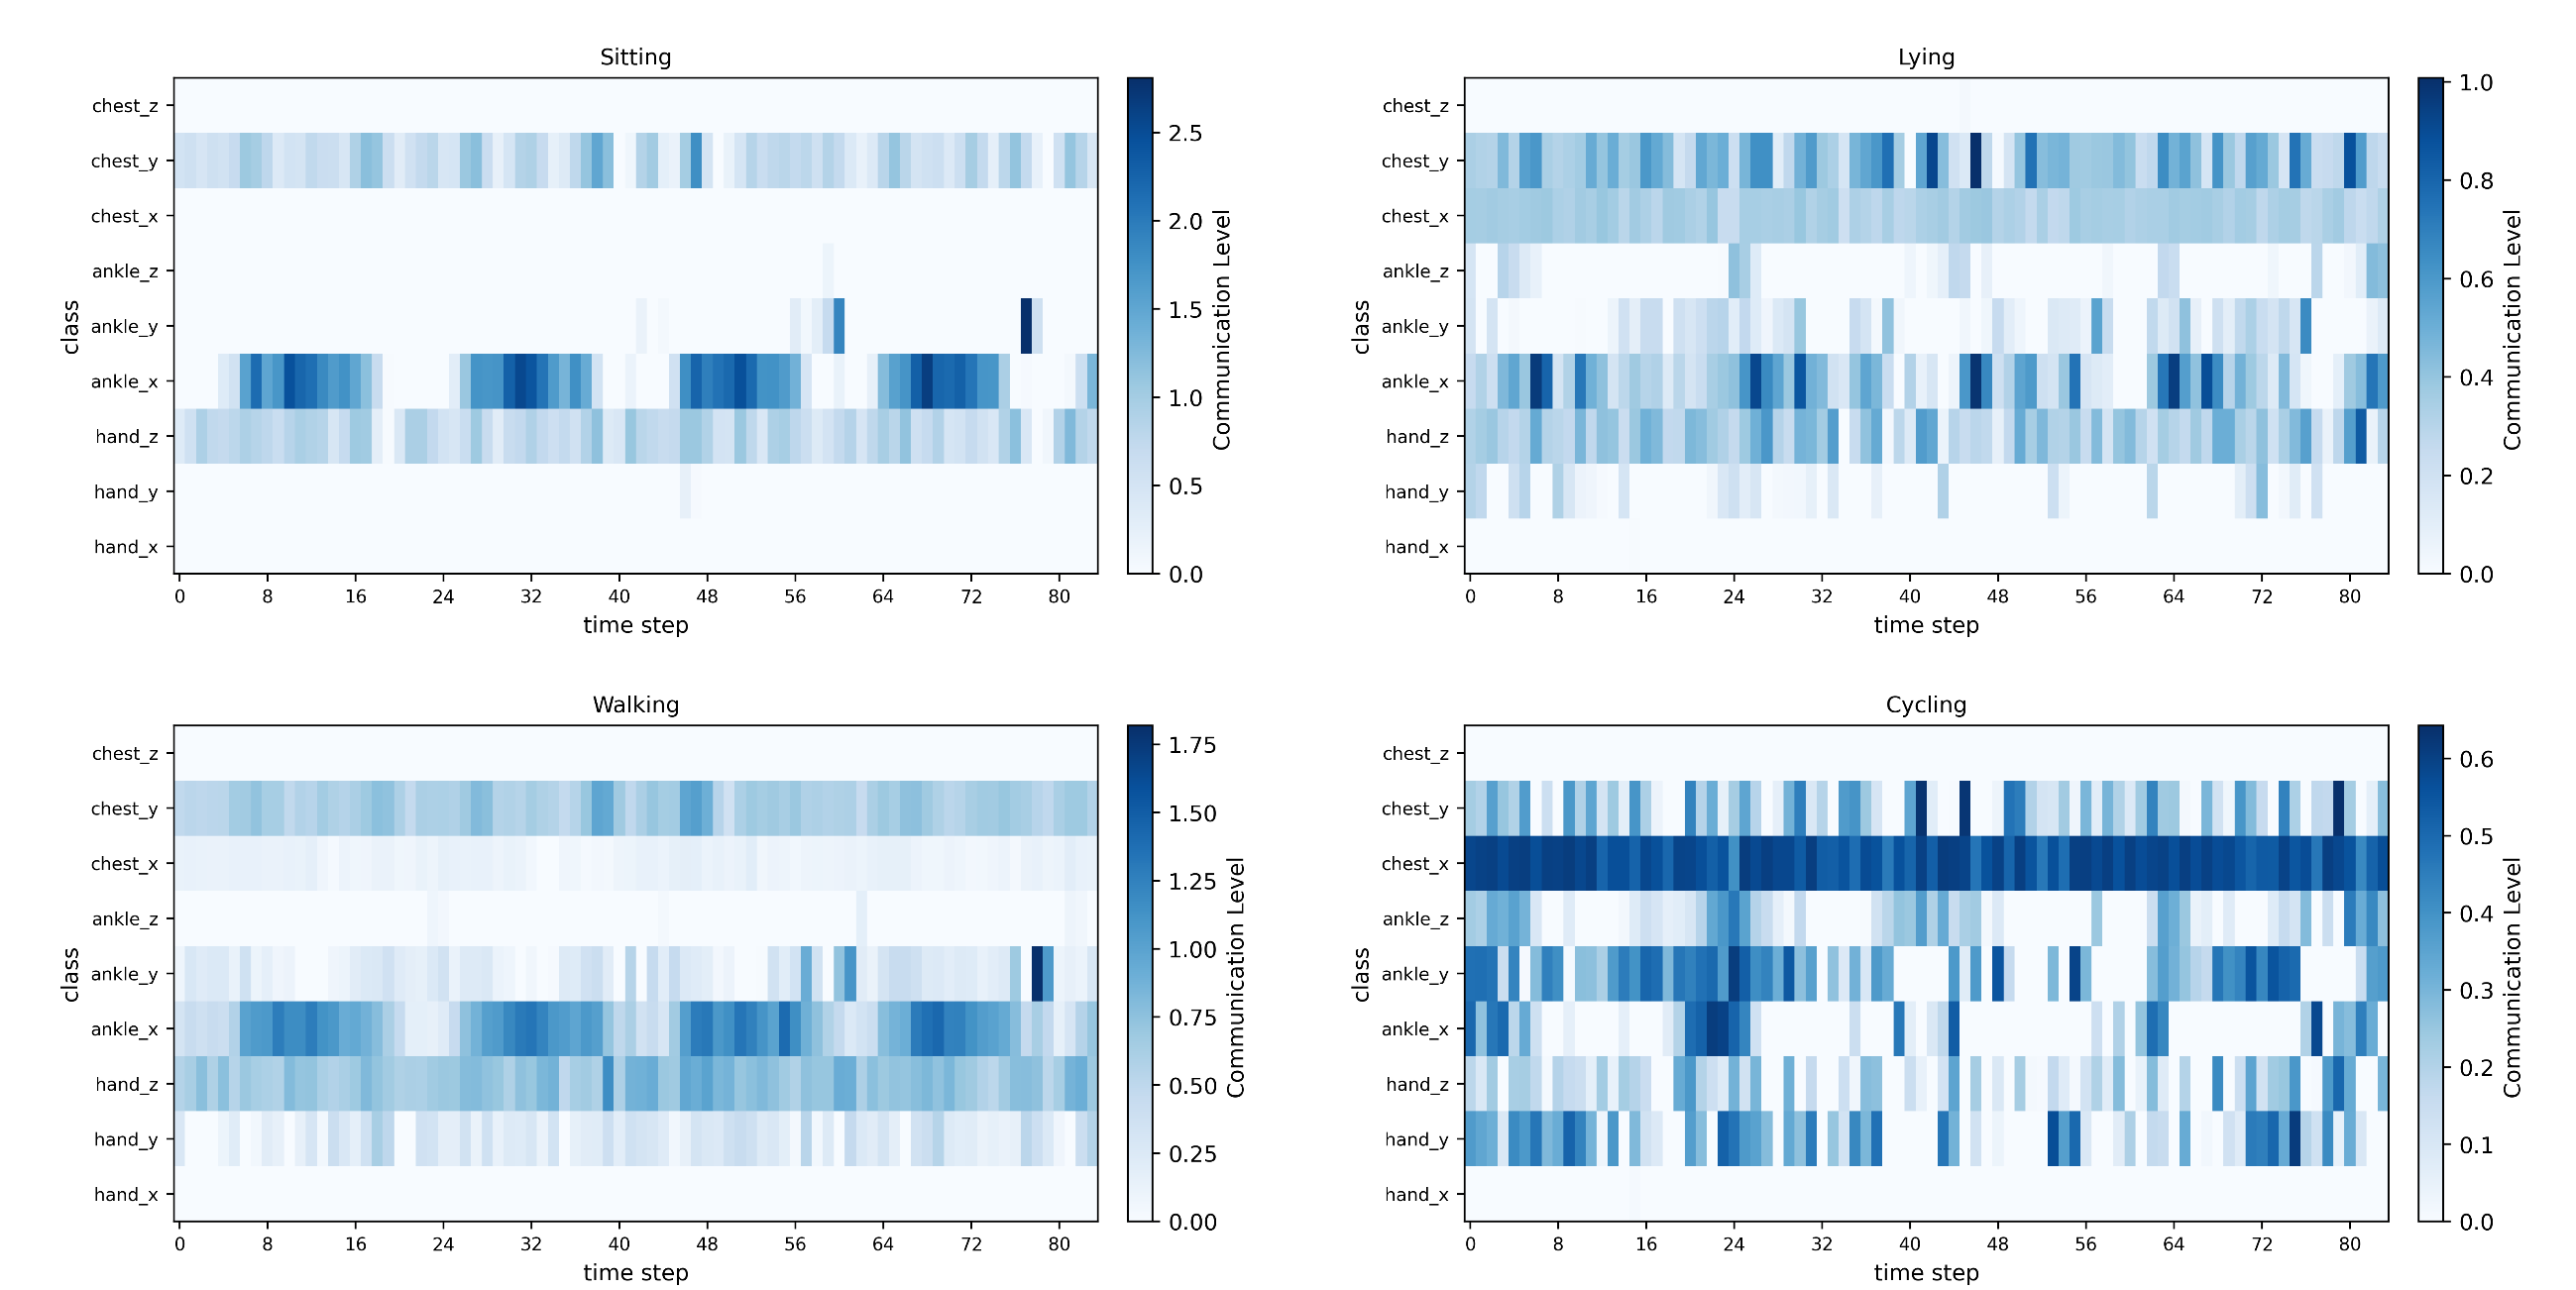 Sitting
chest_z
chest_y
chest_x
ankle_z
ankle_y
ankle_x
hand_z
hand_y
hand_x
class
0 8 16 24 32 40 48 56 64 72 80
time step
2.5
2.0
1.5
1.0
0.5
0.0
Communication Level
Lying
chest_z
chest_y
chest_x
ankle_z
ankle_y
ankle_x
hand_z
hand_y
hand_x
class
0 8 16 24 32 40 48 56 64 72 80
time step
1.0
0.8
0.6
0.4
0.2
0.0
Communication Level
Walking
chest_z
chest_y
chest_x
ankle_z
ankle_y
ankle_x
hand_z
hand_y
hand_x
class
0 8 16 24 32 40 48 56 64 72 80
time step
1.75
1.50
1.25
1.00
0.75
0.50
0.25
0.00
Communication Level
Cycling
chest_z
chest_y
chest_x
ankle_z
ankle_y
ankle_x
hand_z
hand_y
hand_x
class
0 8 16 24 32 40 48 56 64 72 80
time step
0.6
0.5
0.4
0.3
0.2
0.1
0.0
Communication Level